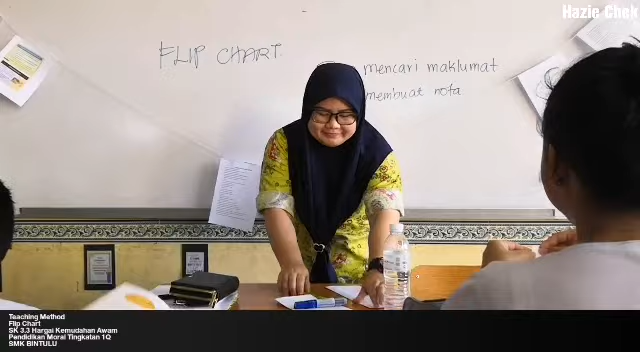 Hazie Chek
FLIP CHART.
mencari maklumat
membuat nota
Teaching Method
Flip Chart
SK 3.3 Hargai Kemudahan Awam
Pendidikan Moral Tingkatan 1Q
SMK BINTULU